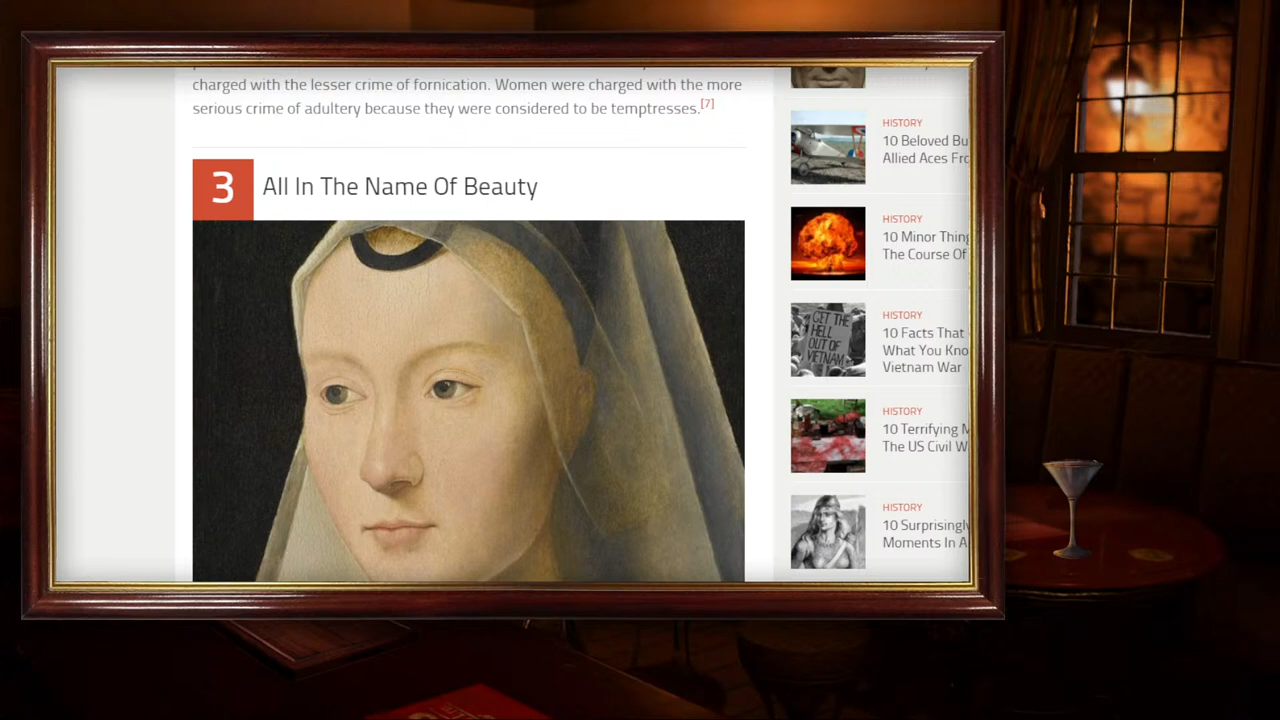 charged with the lesser crime of fornication. Women were charged with the more
serious crime of adultery because they were considered to be temptresses.[7]
3 All In The Name Of Beauty
HISTORY
10 Beloved Bu
Allied Aces Fro
HISTORY
10 Minor Thing
The Course Of
GET THE
HELL
OUT OF
VIETNAM
HISTORY
10 Facts That
What You Kno
Vietnam War
HISTORY
10 Terrifying M
The US Civil W
HISTORY
10 Surprisingly
Moments In A